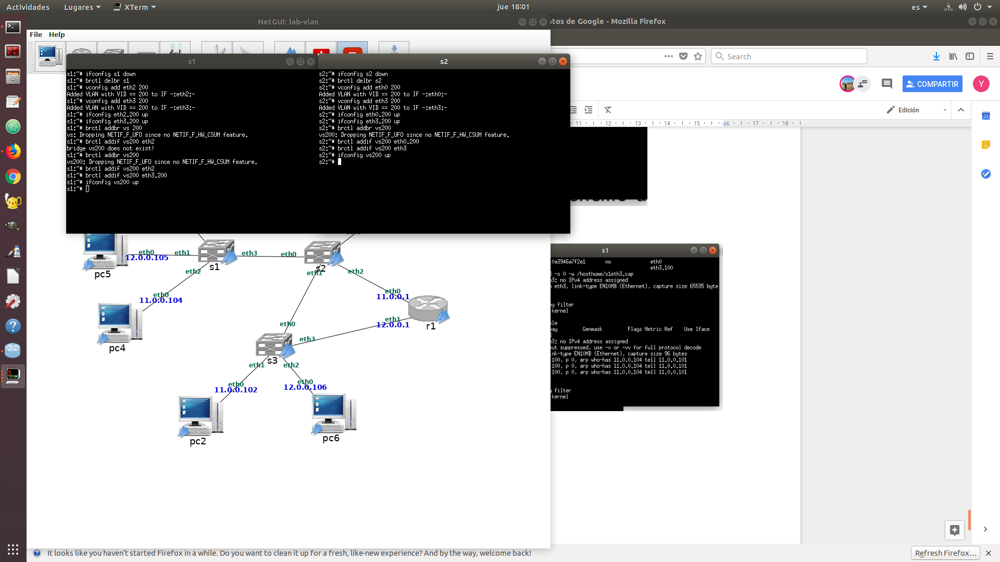 Actividades
Lugares
XTerm
jue 18:01
es
NetGUI: lab-vlan
tos de Google - Mozilla Firefox
File Help
Search
s1
s1:~# ifconfig s1 down
s1:~# brctl delbr s1
s1:~# vconfig add eth2 200
Added VLAN with VID == 200 to IF -:eth2:-
s1:~# vconfig add eth3 200
Added VLAN with VID == 200 to IF -:eth3:-
s1:~# ifconfig eth2.200 up
s1:~# ifconfig eth3.200 up
s1:~# brctl addbr vs 200
vs: Dropping NETIF_F_UFO since no NETIF_F_HW_CSUM feature.
s1:~# brctl addif vs200 eth2
bridge vs200 does not exist!
s1:~# brctl addbr vs200
vs200: Dropping NETIF_F_UFO since no NETIF_F_HW_CSUM feature.
s1:~# brctl addif vs200 eth2
s1:~# brctl addif vs200 eth3.200
s1:~# ifconfig vs200 up
s1:~#
s2
s2:~# ifconfig s2 down
s2:~# brctl delbr s2
s2:~# vconfig add eth0 200
Added VLAN with VID == 200 to IF -:eth0:-
s2:~# vconfig add eth3 200
Added VLAN with VID == 200 to IF -:eth3:-
s2:~# ifconfig eth0.200 up
s2:~# ifconfig eth3.200 up
s2:~# brctl addbr vs200
vs200: Dropping NETIF_F_UFO since no NETIF_F_HW_CSUM feature.
s2:~# brctl addif vs200 eth0.200
s2:~# brctl addif vs200 eth3
s2:~# ifconfig vs200 up
s2:~#
COMPARTIR
Y
Edición
11 12 13 14 15 16 17 18
31
eth0
12.0.0.105
eth1
pc5
s1
eth3
eth0
eth2
s2
eth1
eth2
eth0
11.0.0.104
pc4
eth0
11.0.0.1
eth1
12.0.0.1
r1
eth0
eth3
s3
eth1
eth2
eth0
11.0.0.102
pc2
eth0
12.0.0.106
pc6
s1
0a3946a7f2e1 no eth0
eth3.100
-s 0 -w /hosthome/s1eth3.cap
h3: no IPv4 address assigned
n eth3, link-type EN10MB (Ethernet), capture size 65535 byte
by filter
kernel
ble
way Genmask Flags Metric Ref Use Iface
h3: no IPv4 address assigned
put suppressed, use -v or -vv for full protocol decode
ink-type EN10MB (Ethernet), capture size 96 bytes
100, p 0, arp who-has 11.0.0.104 tell 11.0.0.101
100, p 0, arp who-has 11.0.0.104 tell 11.0.0.101
100, p 0, arp who-has 11.0.0.104 tell 11.0.0.101
y filter
kernel
XTERM
It looks like you haven't started Firefox in a while. Do you want to clean it up for a fresh, like-new experience? And by the way, welcome back!
Refresh Firefox…